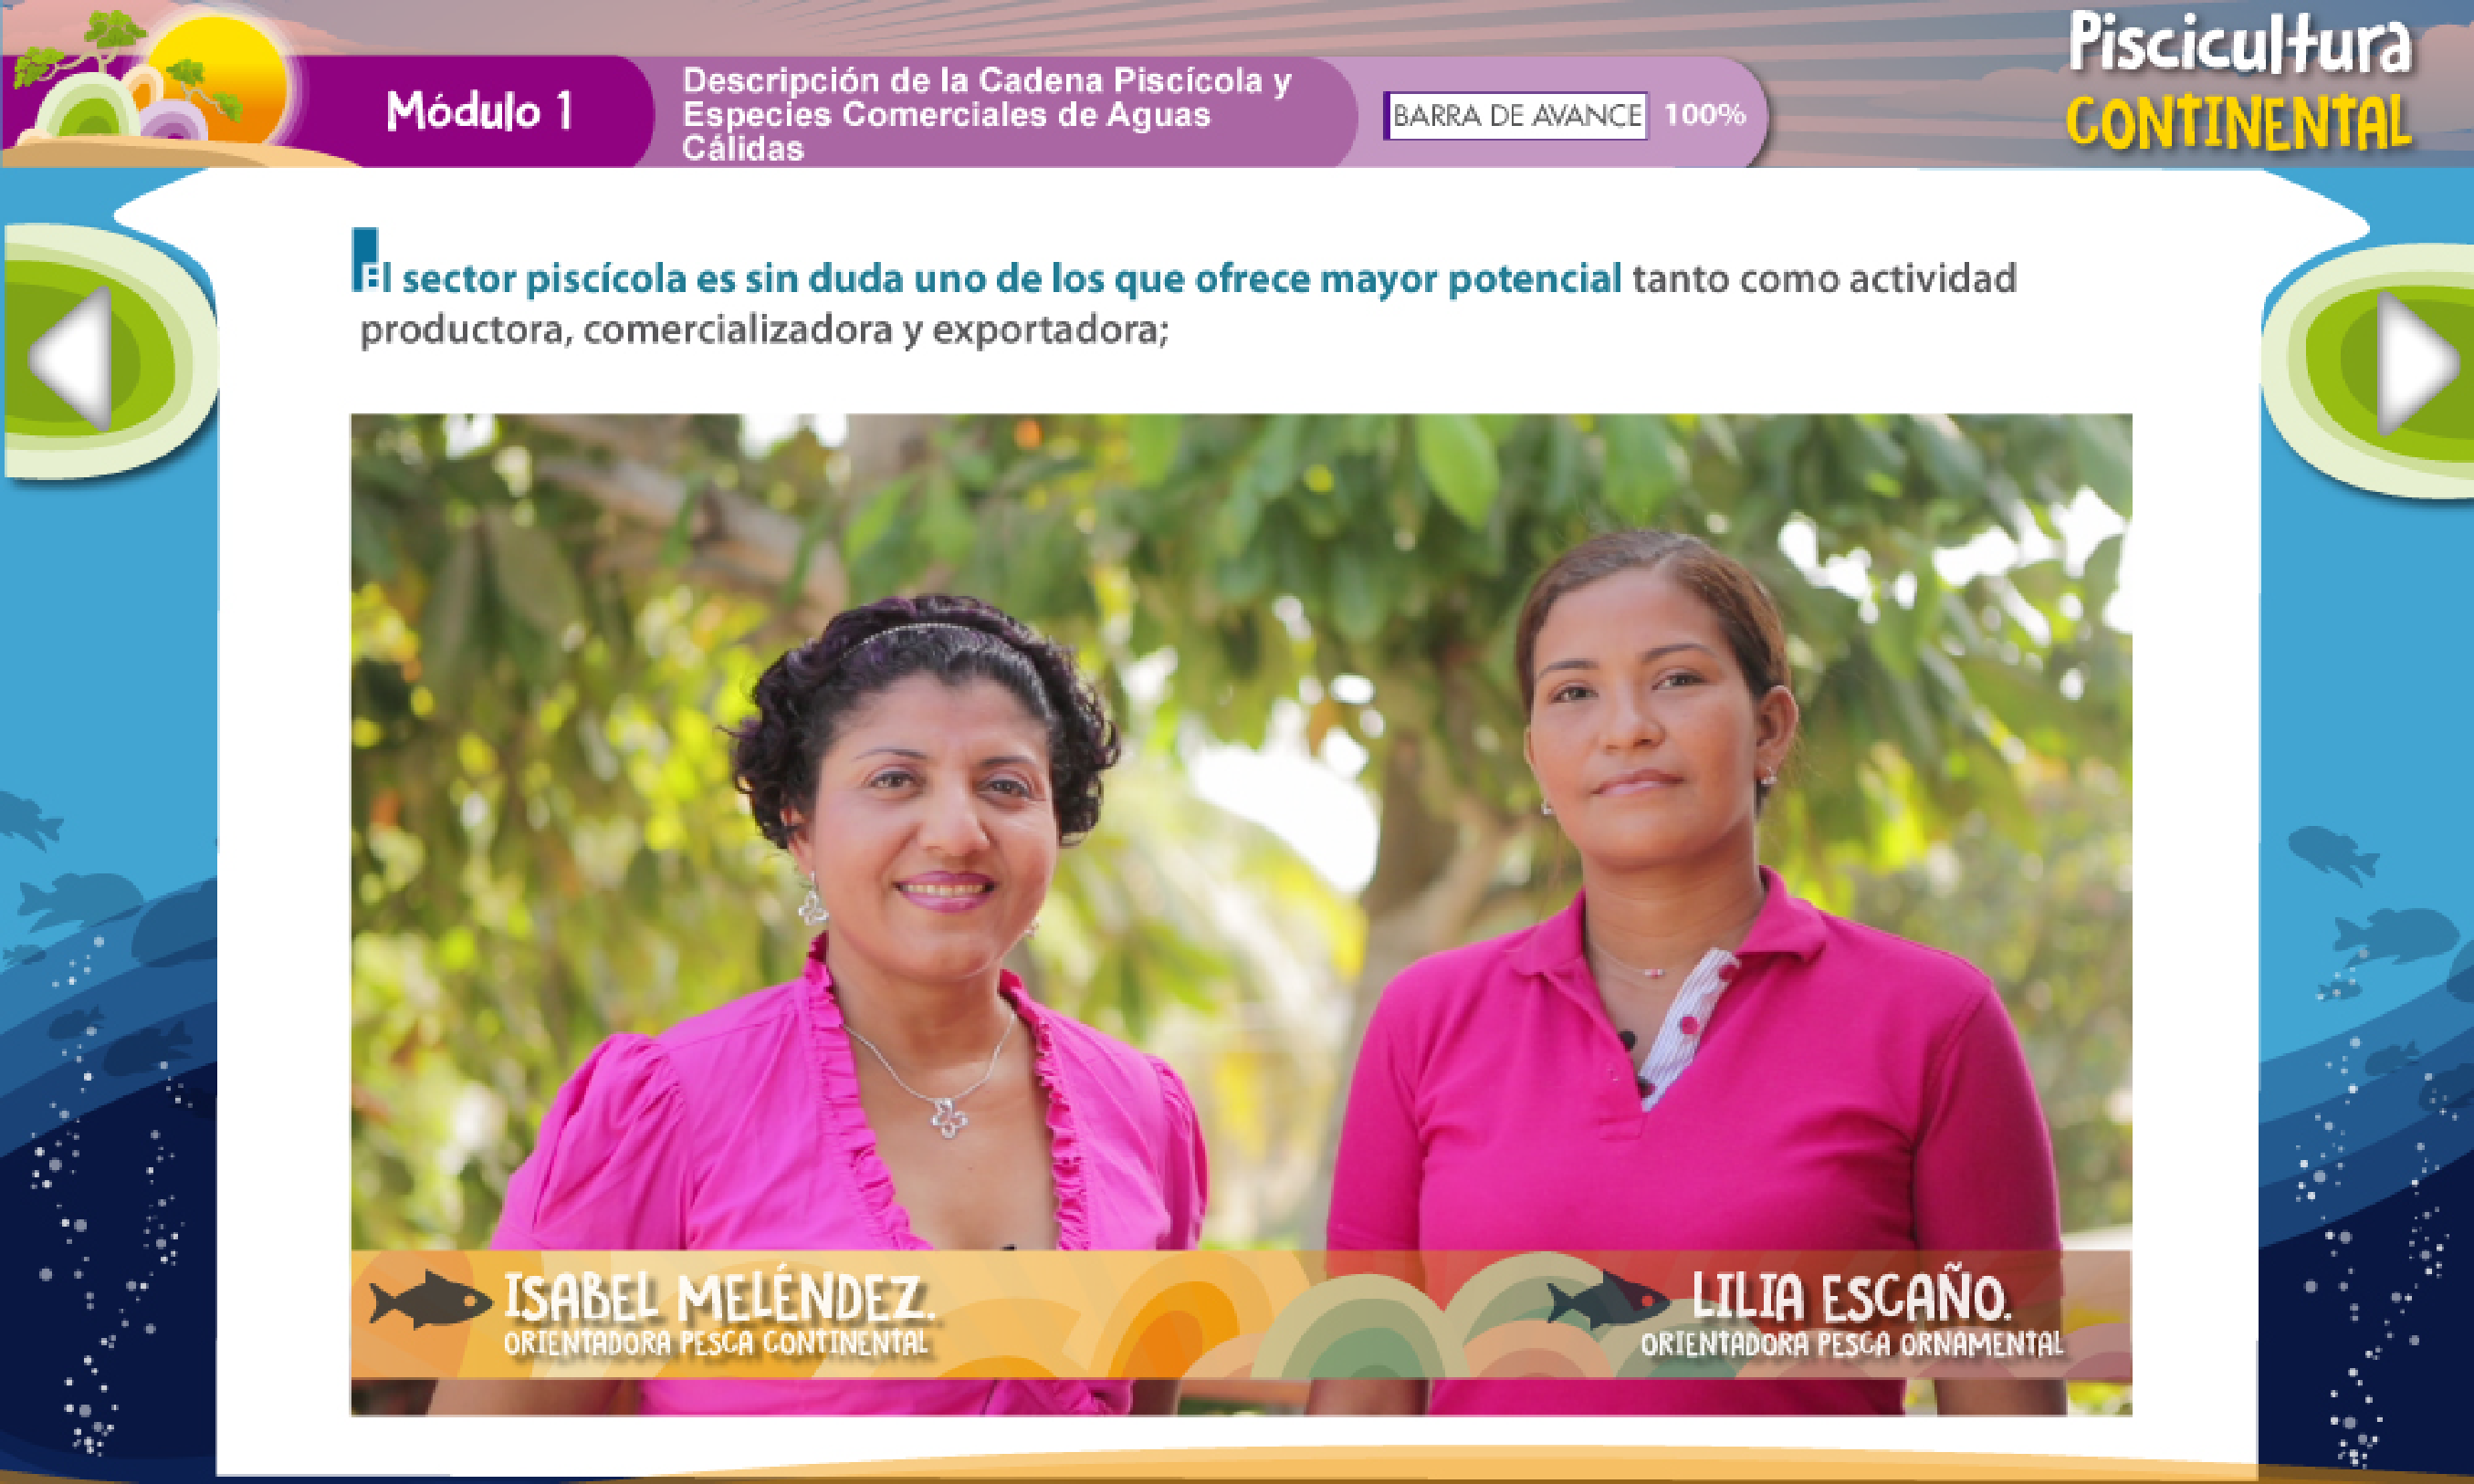 Módulo 1
Descripción de la Cadena Piscícola y
Especies Comerciales de Aguas
Cálidas
BARRA DE AVANCE 100%
Piscicultura
CONTINENTAL
El sector piscícola es sin duda uno de los que ofrece mayor potencial tanto como actividad
productora, comercializadora y exportadora;
ISABEL MELÉNDEZ.
ORIENTADORA PESCA CONTINENTAL
LILIA ESCAÑO.
ORIENTADORA PESCA ORNAMENTAL